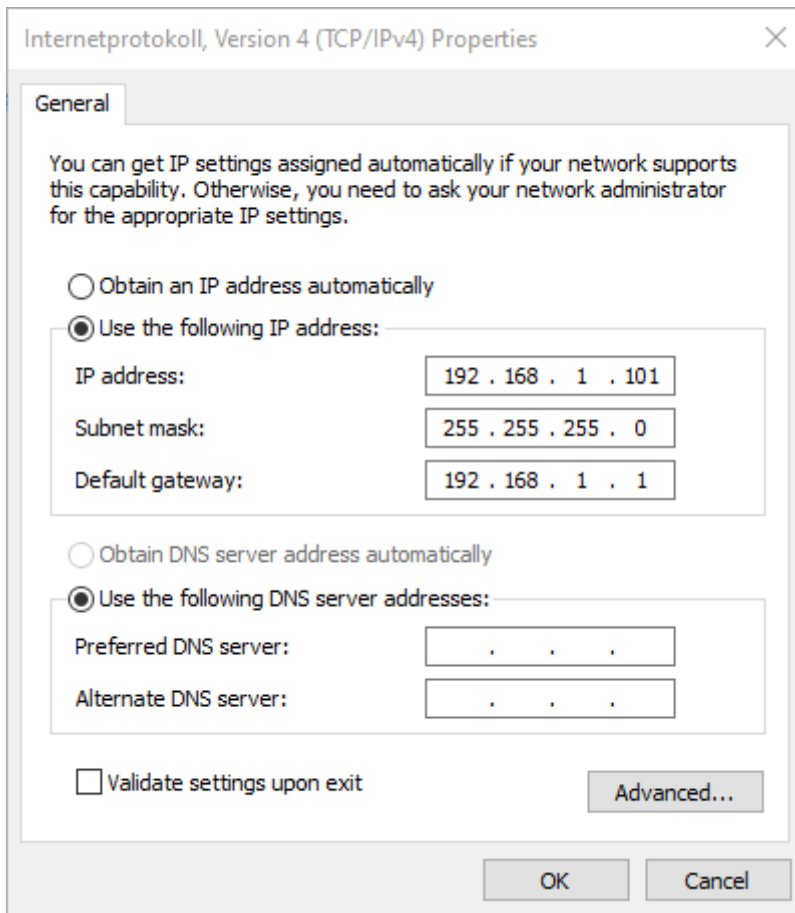 Internetprotokoll, Version 4 (TCP/IPv4) Properties
General
You can get IP settings assigned automatically if your network supports
this capability. Otherwise, you need to ask your network administrator
for the appropriate IP settings.
Obtain an IP address automatically
Use the following IP address:
IP address: 192 . 168 . 1 . 101
Subnet mask: 255 . 255 . 255 . 0
Default gateway: 192 . 168 . 1 . 1
Obtain DNS server address automatically
Use the following DNS server addresses:
Preferred DNS server: . . .
Alternate DNS server: . . .
Validate settings upon exit
Advanced...
OK Cancel